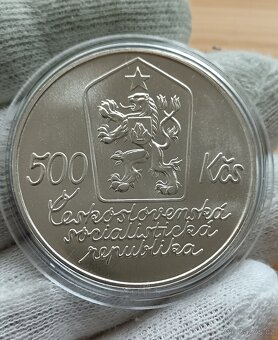 500 Kčs
Československá
socialistická
republika